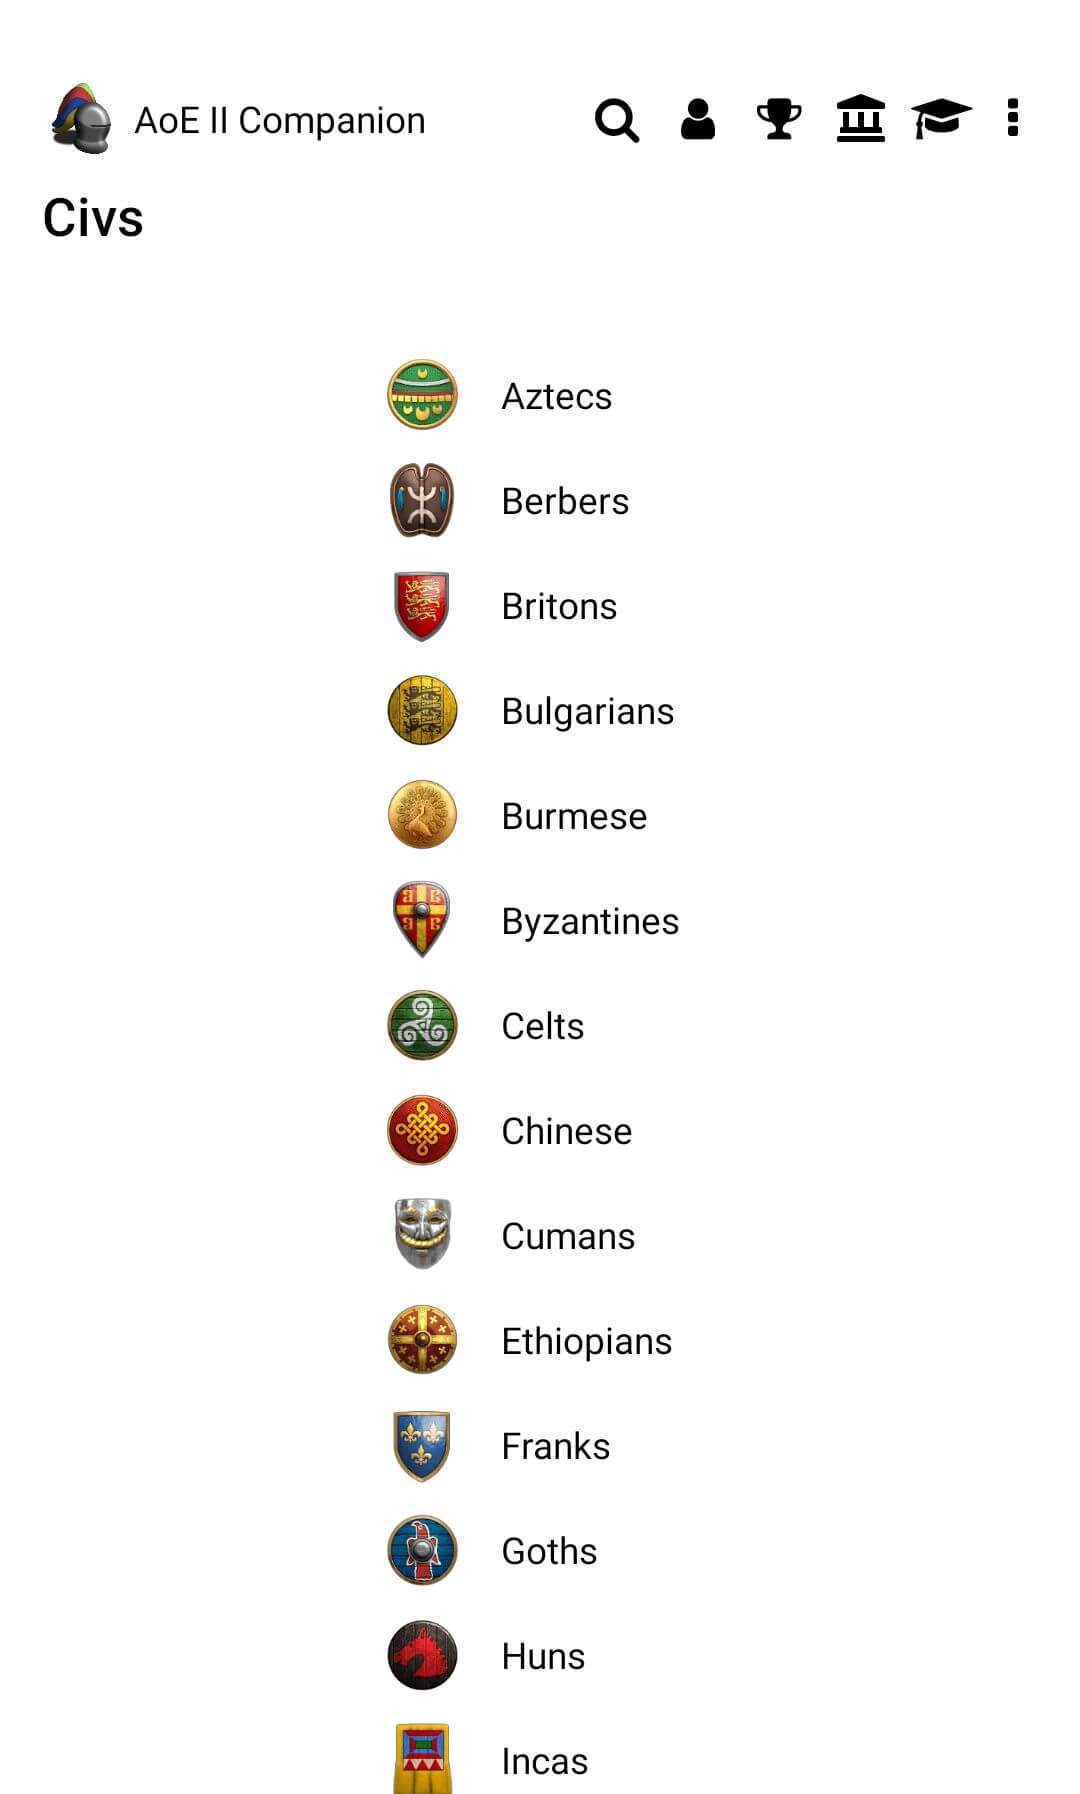 AoE II Companion
Civs
Aztecs
Berbers
Britons
Bulgarians
Burmese
Byzantines
Celts
Chinese
Cumans
Ethiopians
Franks
Goths
Huns
Incas